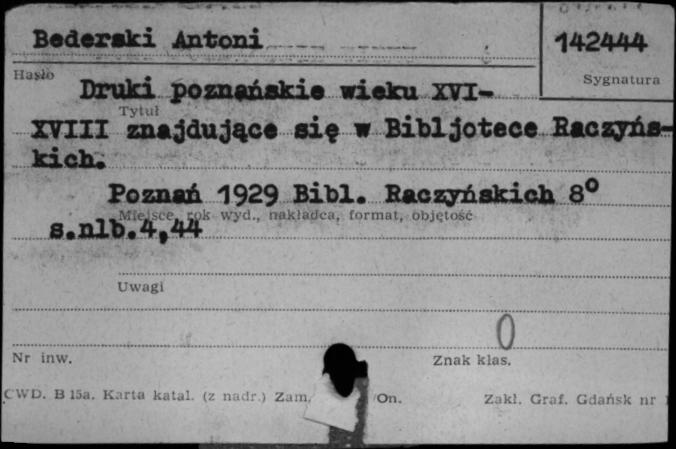 Bederski Antoni
142444
Hasło
Sygnatura
Druki poznańskie wieku XVI-
Tytuł
XVIII znajdujące się w Bibljotece Raczyńs-
kich.
Poznań 1929 Bibl. Raczyńskich 8°
Miejsce, rok wyd., nakładca, format, objętość
s.nlb.4,44
Uwagi
0
Nr inw.
Znak klas.
CWD. B 15a. Karta katal. (z nadr.) Zam. /On. Zakł. Graf. Gdańsk nr